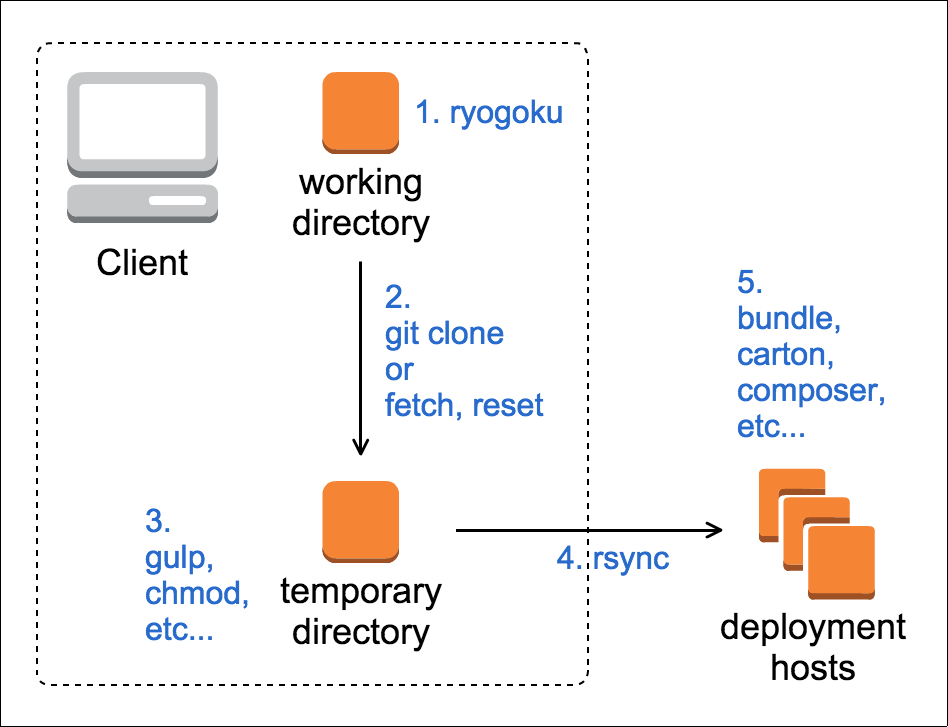 Client
1. ryogoku
working
directory
2.
git clone
or
fetch, reset
3.
gulp,
chmod,
etc...
temporary
directory
4. rsync
5.
bundle,
carton,
composer,
etc...
deployment
hosts